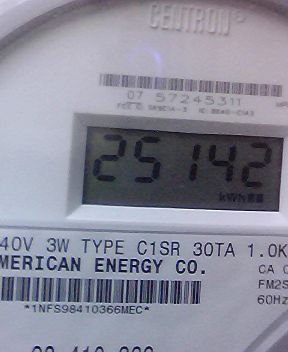 CENTRON®
07 57245311
25142
kWh
40V 3W TYPE C1SR 30TA 1.0K
MERICAN ENERGY CO.
CA 0
FM2S
60Hz
*1NFS98410366MEC*